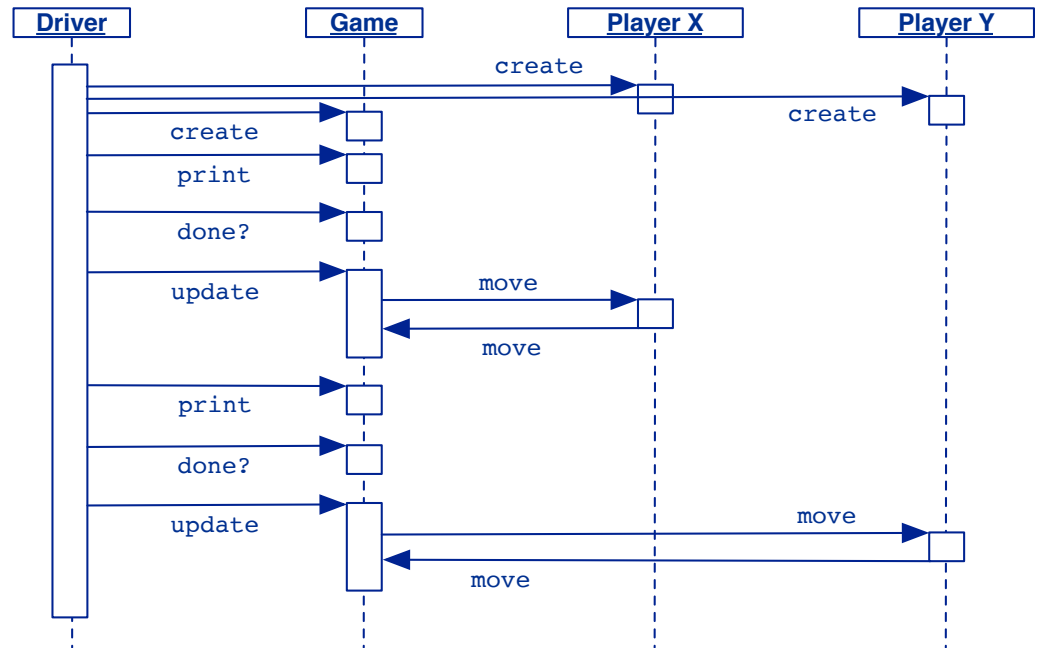 Driver
Game
Player X
Player Y
create
create
create
print
done?
update
move
move
print
done?
update
move
move